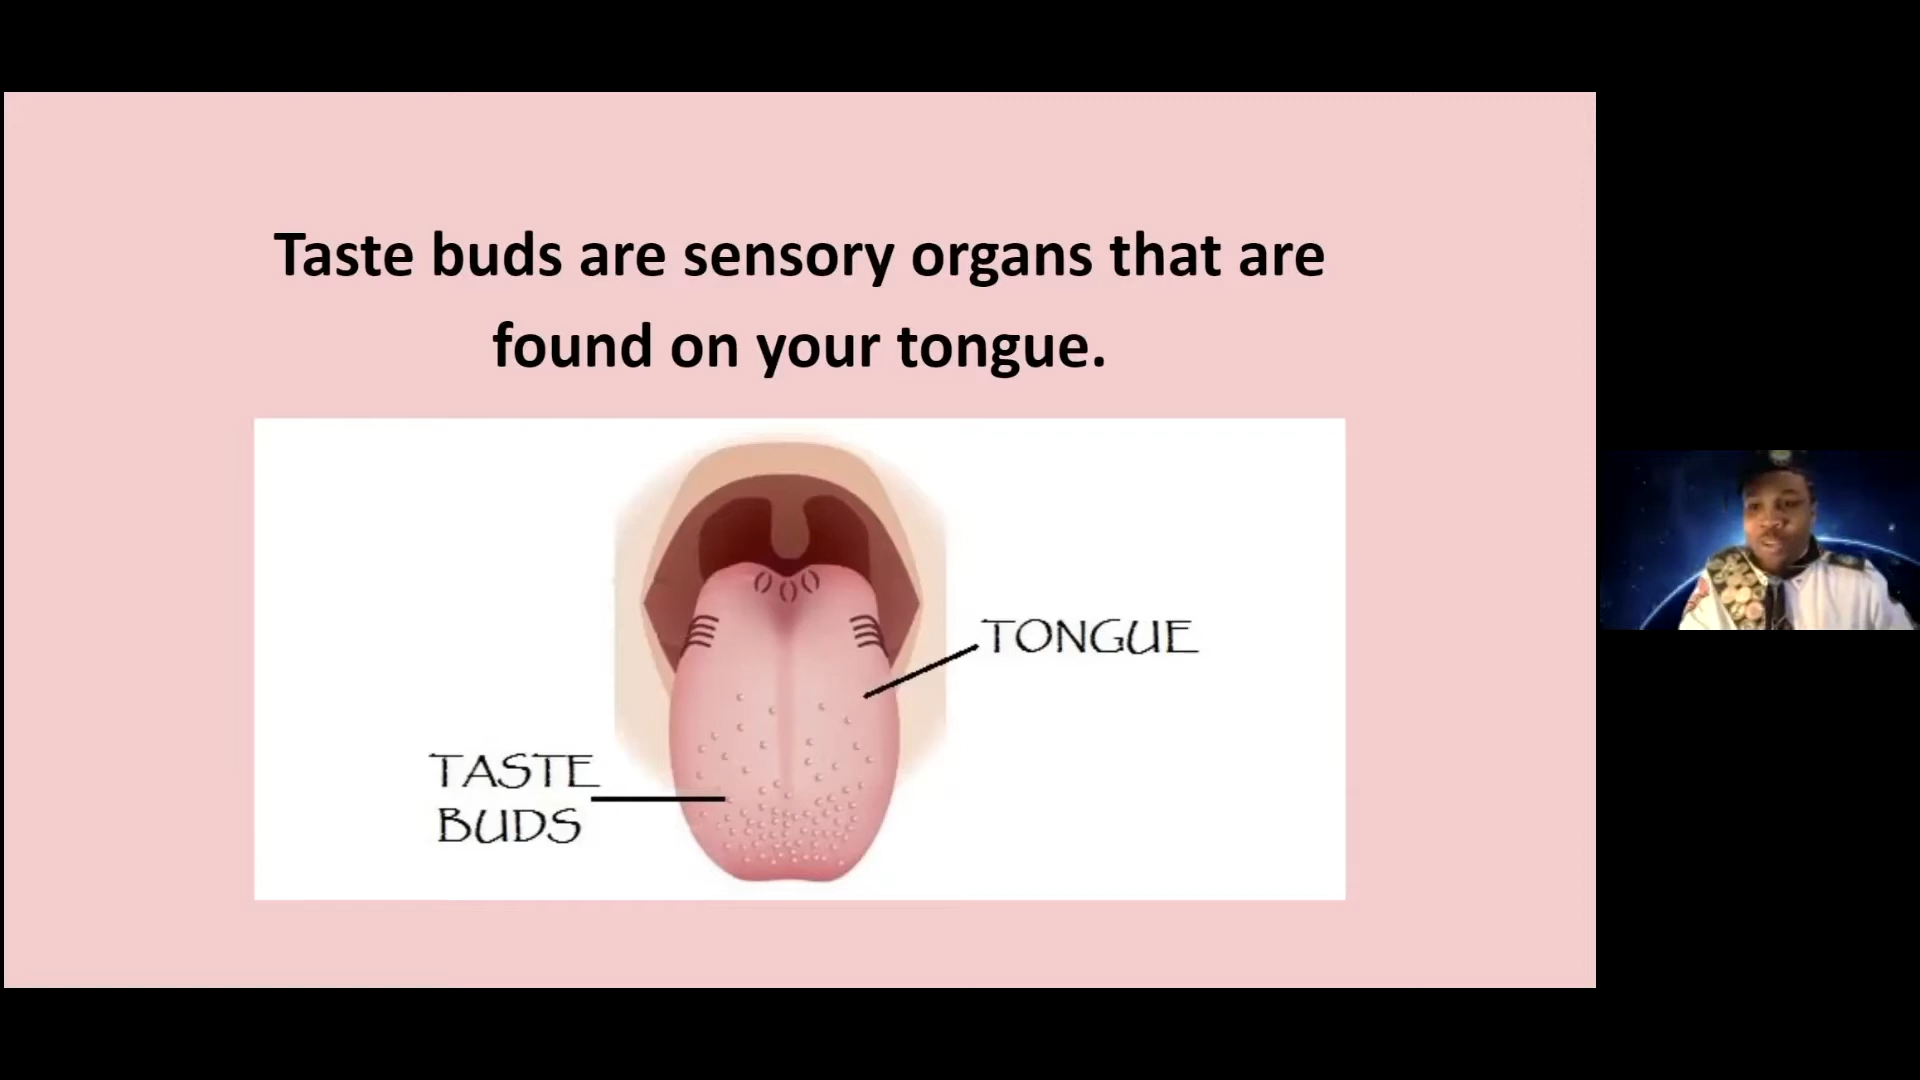 Taste buds are sensory organs that are
found on your tongue.
TONGUE
TASTE
BUDS